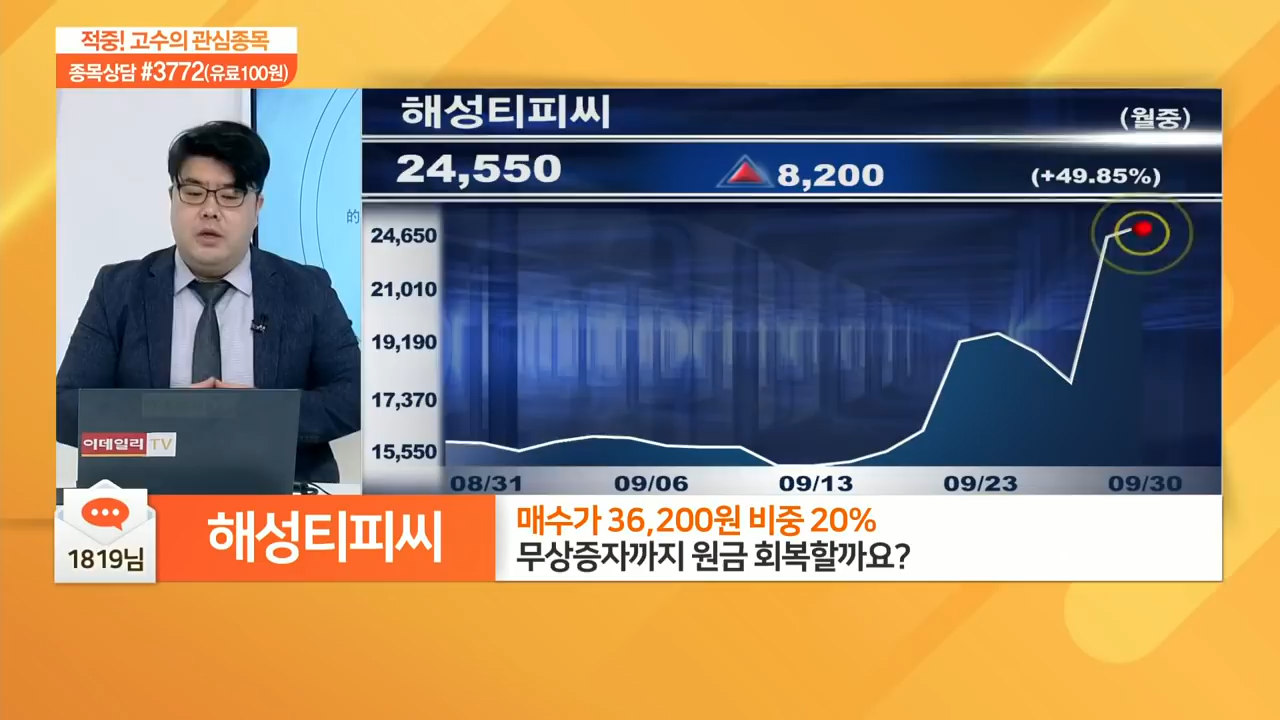 적중! 고수의 관심종목
종목상담 #3772(유료100원)
해성티피씨
(월중)
24,550
8,200
(+49.85%)
的
24,650
21,010
19,190
17,370
15,550
08/31
09/06
09/13
09/23
09/30
이데일리 TV
1819님
해성티피씨
매수가 36,200원 비중 20%
무상증자까지 원금 회복할까요?